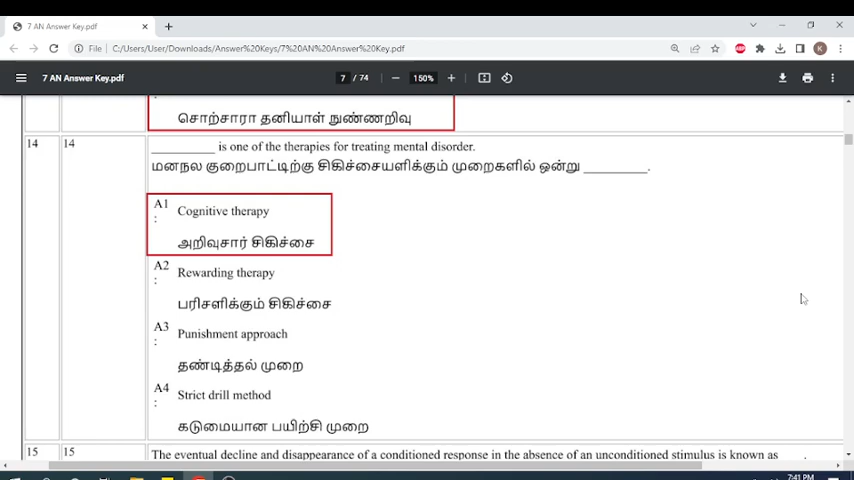 7 AN Answer Key.pdf
File C:/Users/User/Downloads/Answer%20Keys/7%20AN%20Answer%20Key.pdf
ABP
K
7 AN Answer Key.pdf
7 / 74
150%
சொற்சாரா தனியாள் நுண்ணறிவு
14 14 __________ is one of the therapies for treating mental disorder.
மனநல குறைபாட்டிற்கு சிகிச்சையளிக்கும் முறைகளில் ஒன்று __________.
A1 : Cognitive therapy
அறிவுசார் சிகிச்சை
A2 : Rewarding therapy
பரிசளிக்கும் சிகிச்சை
A3 : Punishment approach
தண்டித்தல் முறை
A4 : Strict drill method
கடுமையான பயிற்சி முறை
15 15 The eventual decline and disappearance of a conditioned response in the absence of an unconditioned stimulus is known as ____.
7:41 PM